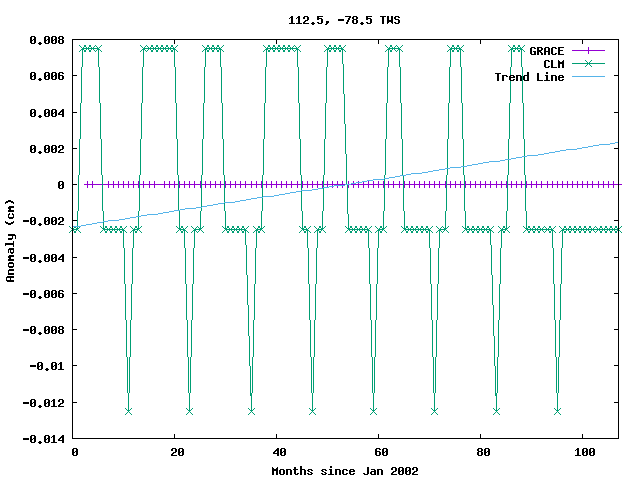 112.5, -78.5 TWS
GRACE
CLM
Trend Line
0.008
0.006
0.004
0.002
0
-0.002
-0.004
-0.006
-0.008
-0.01
-0.012
-0.014
Anomaly (cm)
0 20 40 60 80 100
Months since Jan 2002